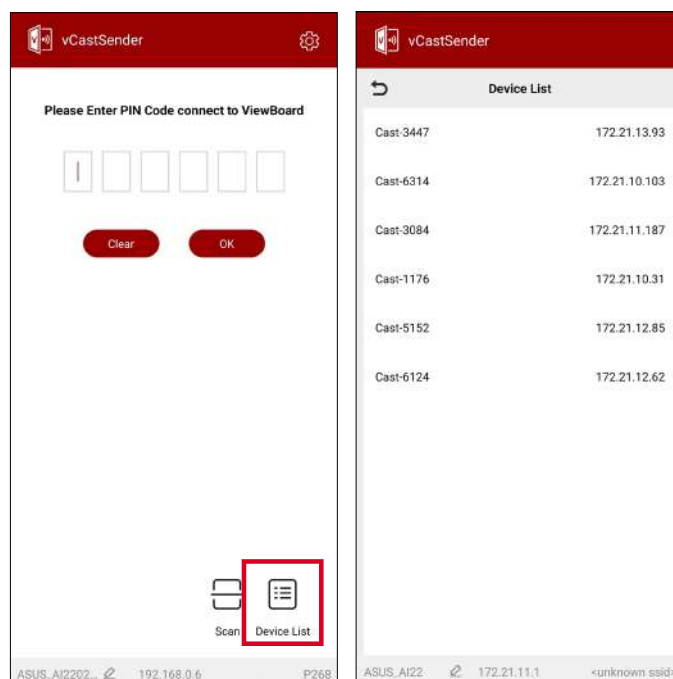 vCastSender
Please Enter PIN Code connect to ViewBoard
Clear
OK
Scan
Device List
ASUS_AI2202... 192.168.0.6 P268
vCastSender
Device List
Cast-3447 172.21.13.93
Cast-6314 172.21.10.103
Cast-3084 172.21.11.187
Cast-1176 172.21.10.31
Cast-5152 172.21.12.85
Cast-6124 172.21.12.62
ASUS_AI22 172.21.11.1 <unknown ssid>